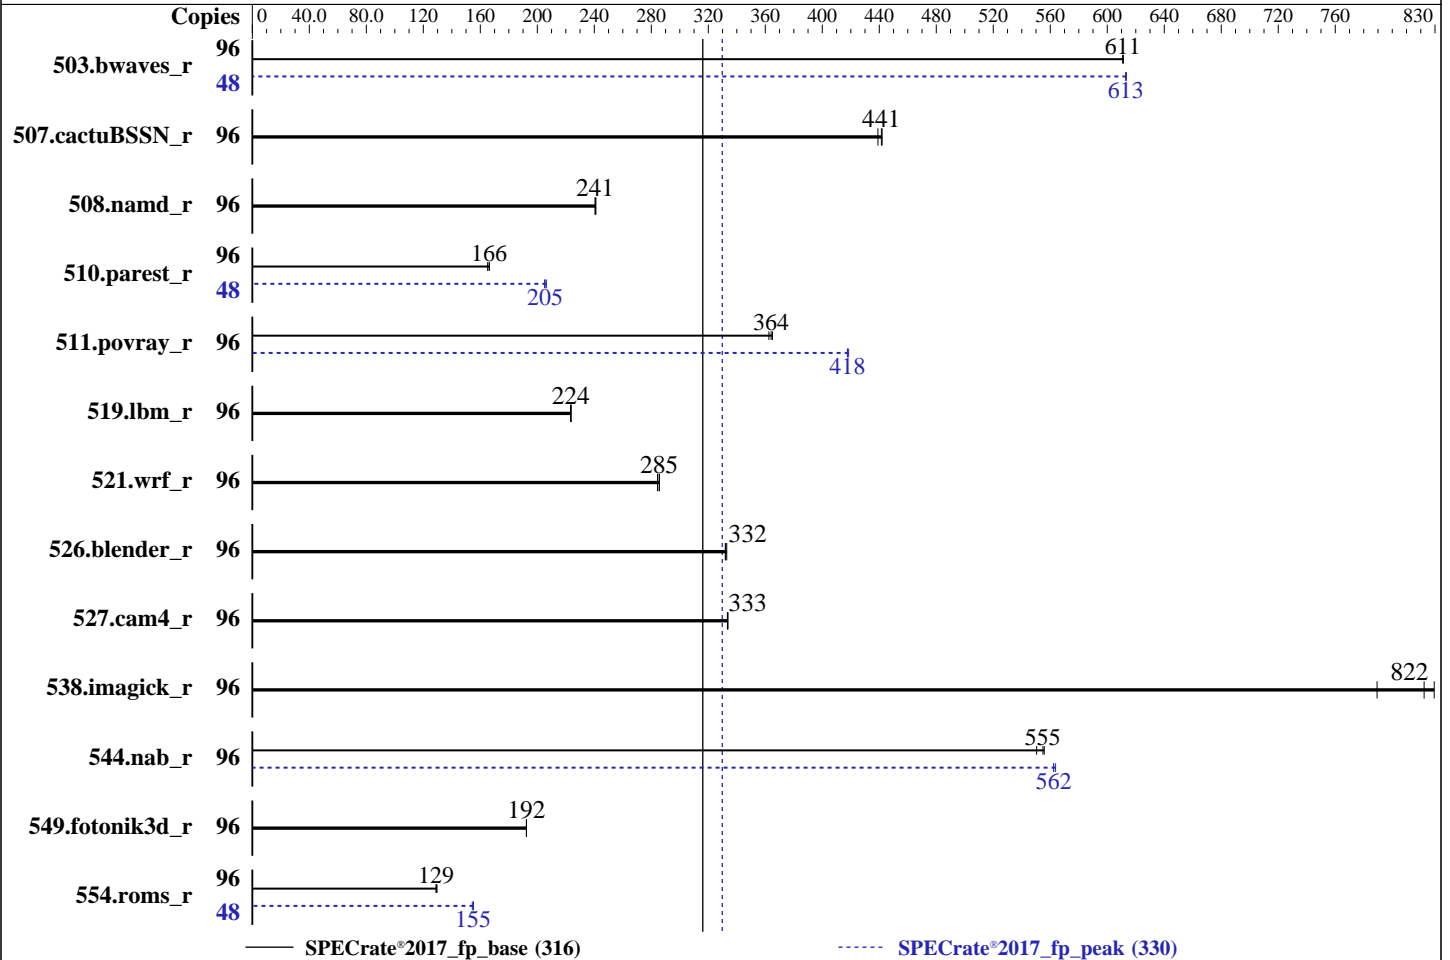 Copies 0 40.0 80.0 120 160 200 240 280 320 360 400 440 480 520 560 600 640 680 720 760 830
503.bwaves_r 96 611
48 613
507.cactuBSSN_r 96 441
508.namd_r 96 241
510.parest_r 96 166
48 205
511.povray_r 96 364
418
519.lbm_r 96 224
521.wrf_r 96 285
526.blender_r 96 332
527.cam4_r 96 333
538.imagick_r 96 822
544.nab_r 96 555
562
549.fotonik3d_r 96 192
554.roms_r 96 129
48 155
SPECrate®2017_fp_base (316) SPECrate®2017_fp_peak (330)